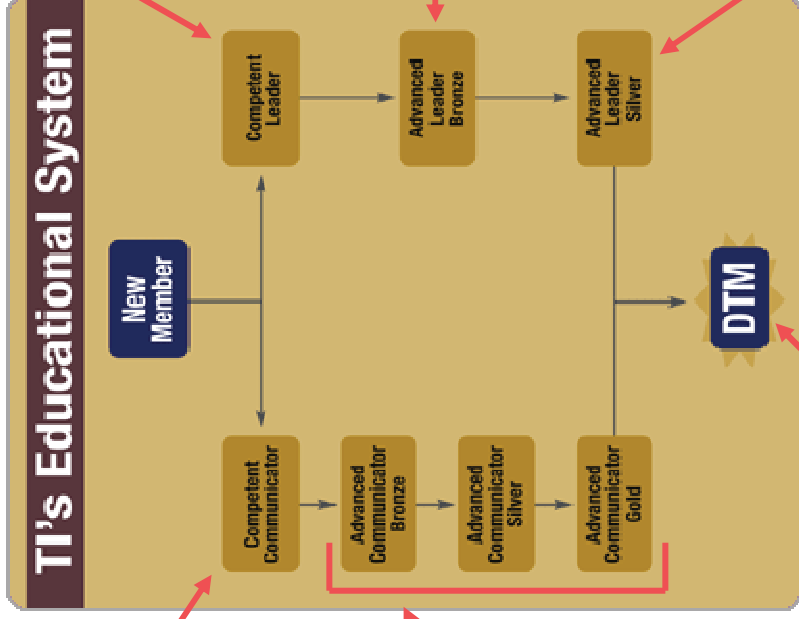 TI's Educational System
New
Member
Competent
Communicator
Competent
Leader
Advanced
Communicator
Bronze
Advanced
Leader
Bronze
Advanced
Communicator
Silver
Advanced
Communicator
Gold
Advanced
Leader
Silver
DTM